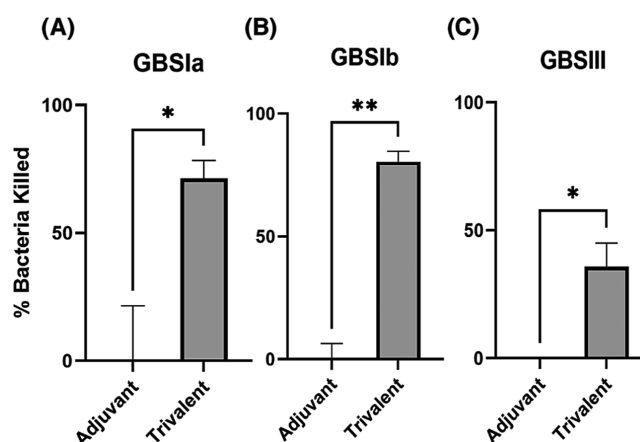 (A)
GBSIa
% Bacteria Killed
100
50
0
*
Adjuvant
Trivalent
(B)
GBSIb
100
50
0
**
Adjuvant
Trivalent
(C)
GBSIII
100
50
0
*
Adjuvant
Trivalent